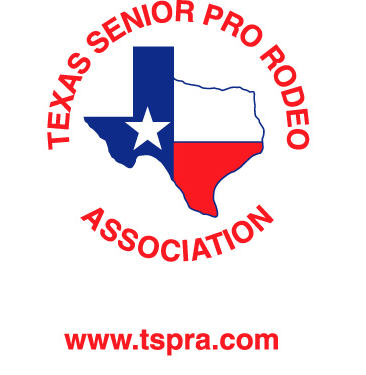 TEXAS SENIOR PRO RODEO
ASSOCIATION
www.tspra.com